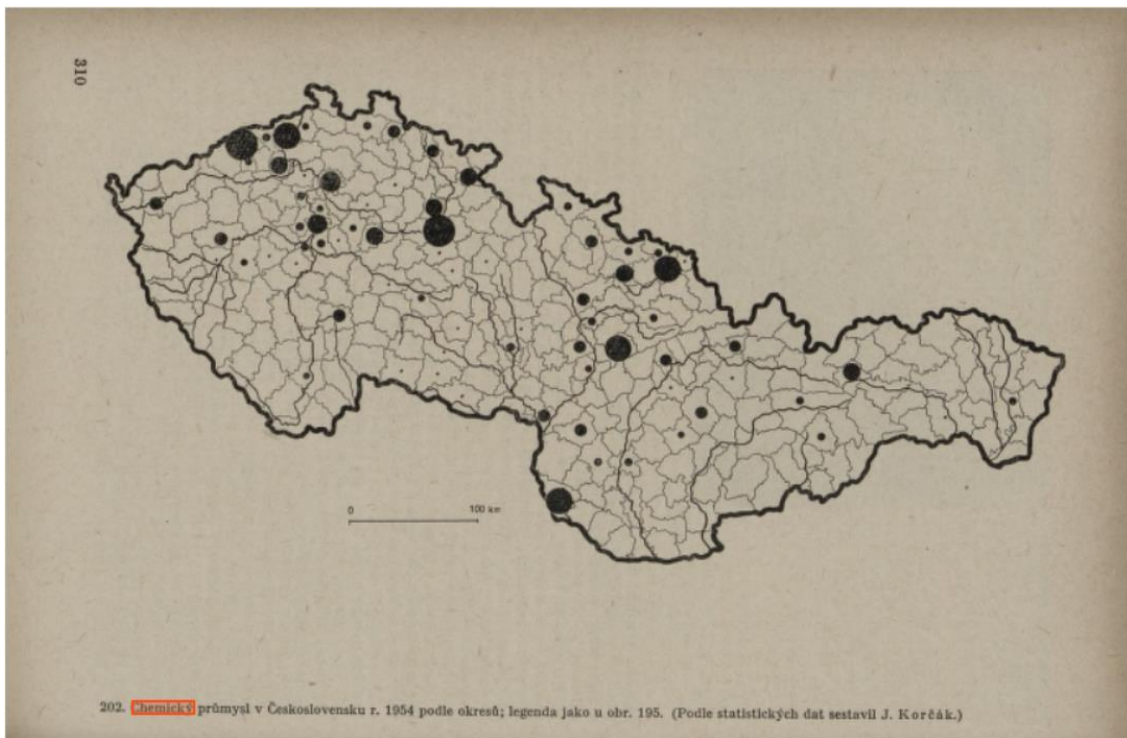 310
0 100 km
202. Chemický průmysl v Československu r. 1954 podle okresů; legenda jako u obr. 195. (Podle statistických dat sestavil J. Korčák.)